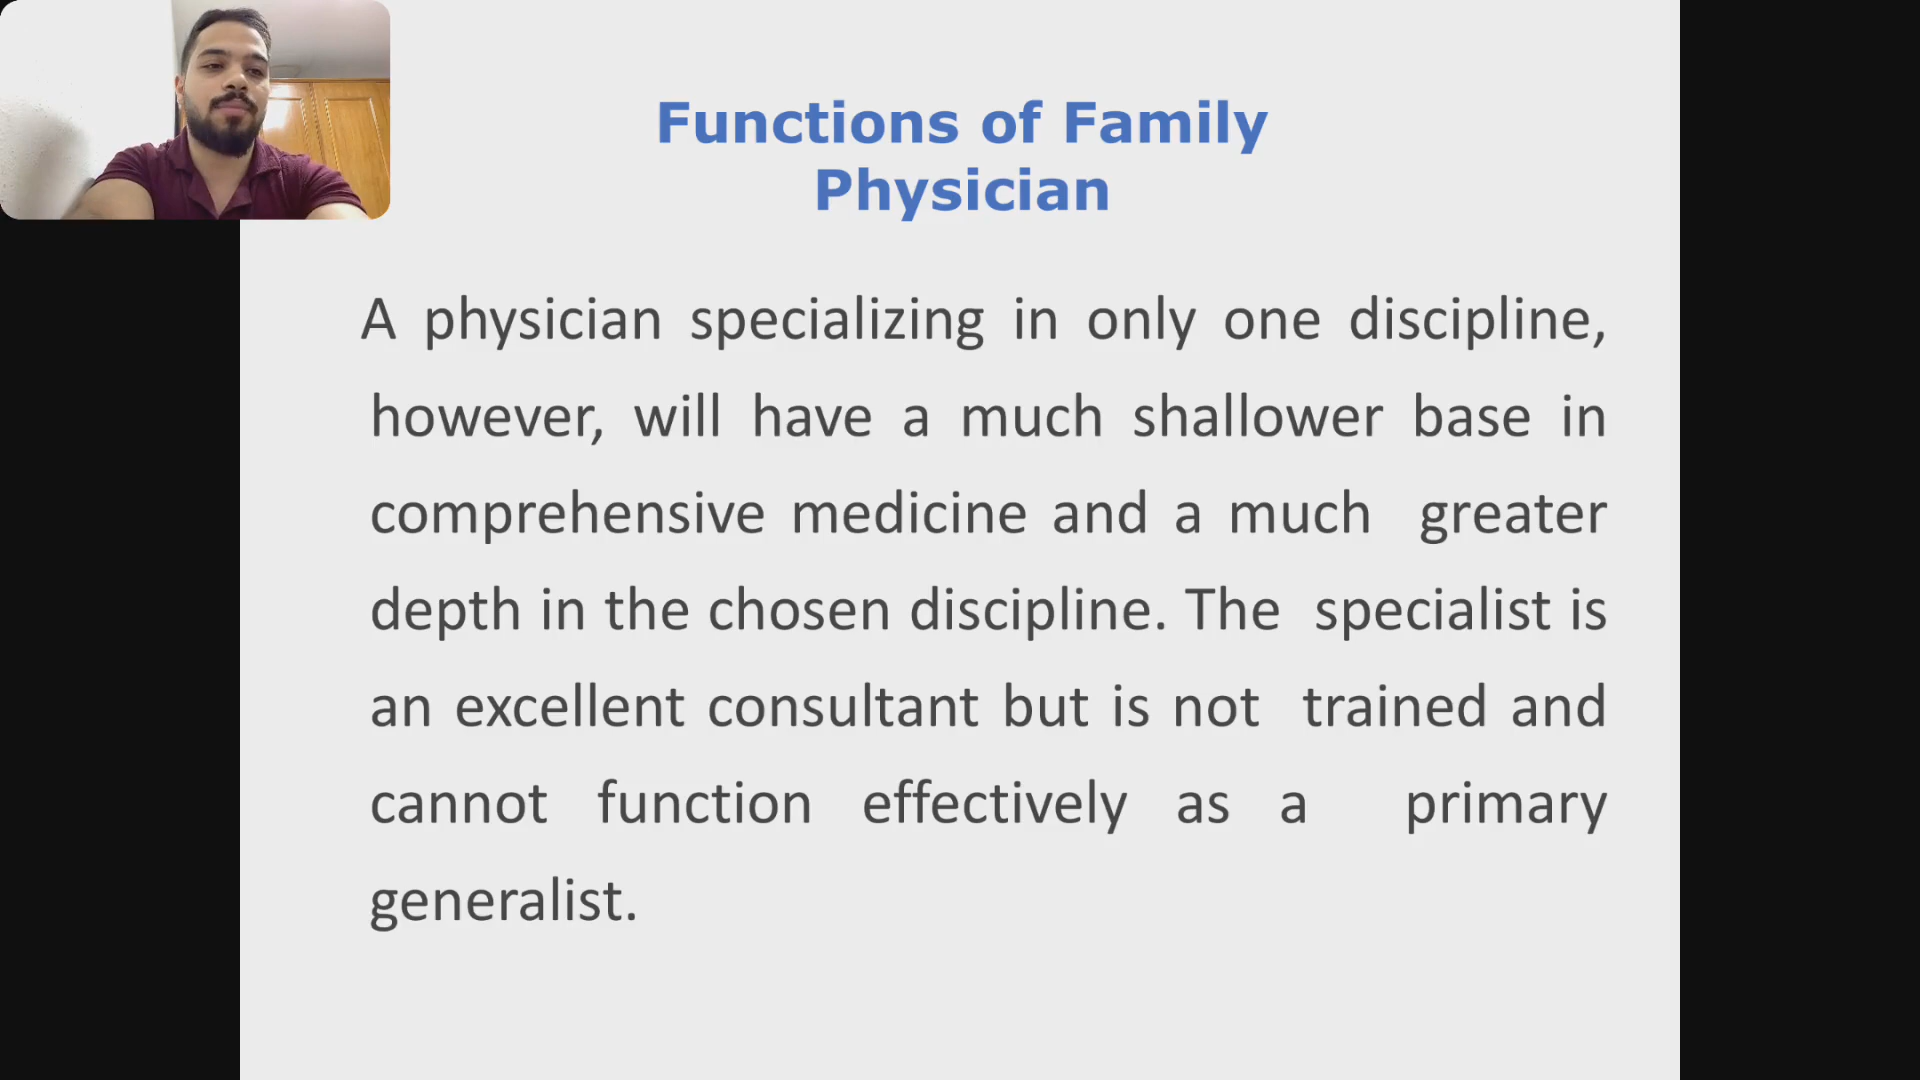 Functions of Family
Physician
A physician specializing in only one discipline,
however, will have a much shallower base in
comprehensive medicine and a much greater
depth in the chosen discipline. The specialist is
an excellent consultant but is not trained and
cannot function effectively as a primary
generalist.